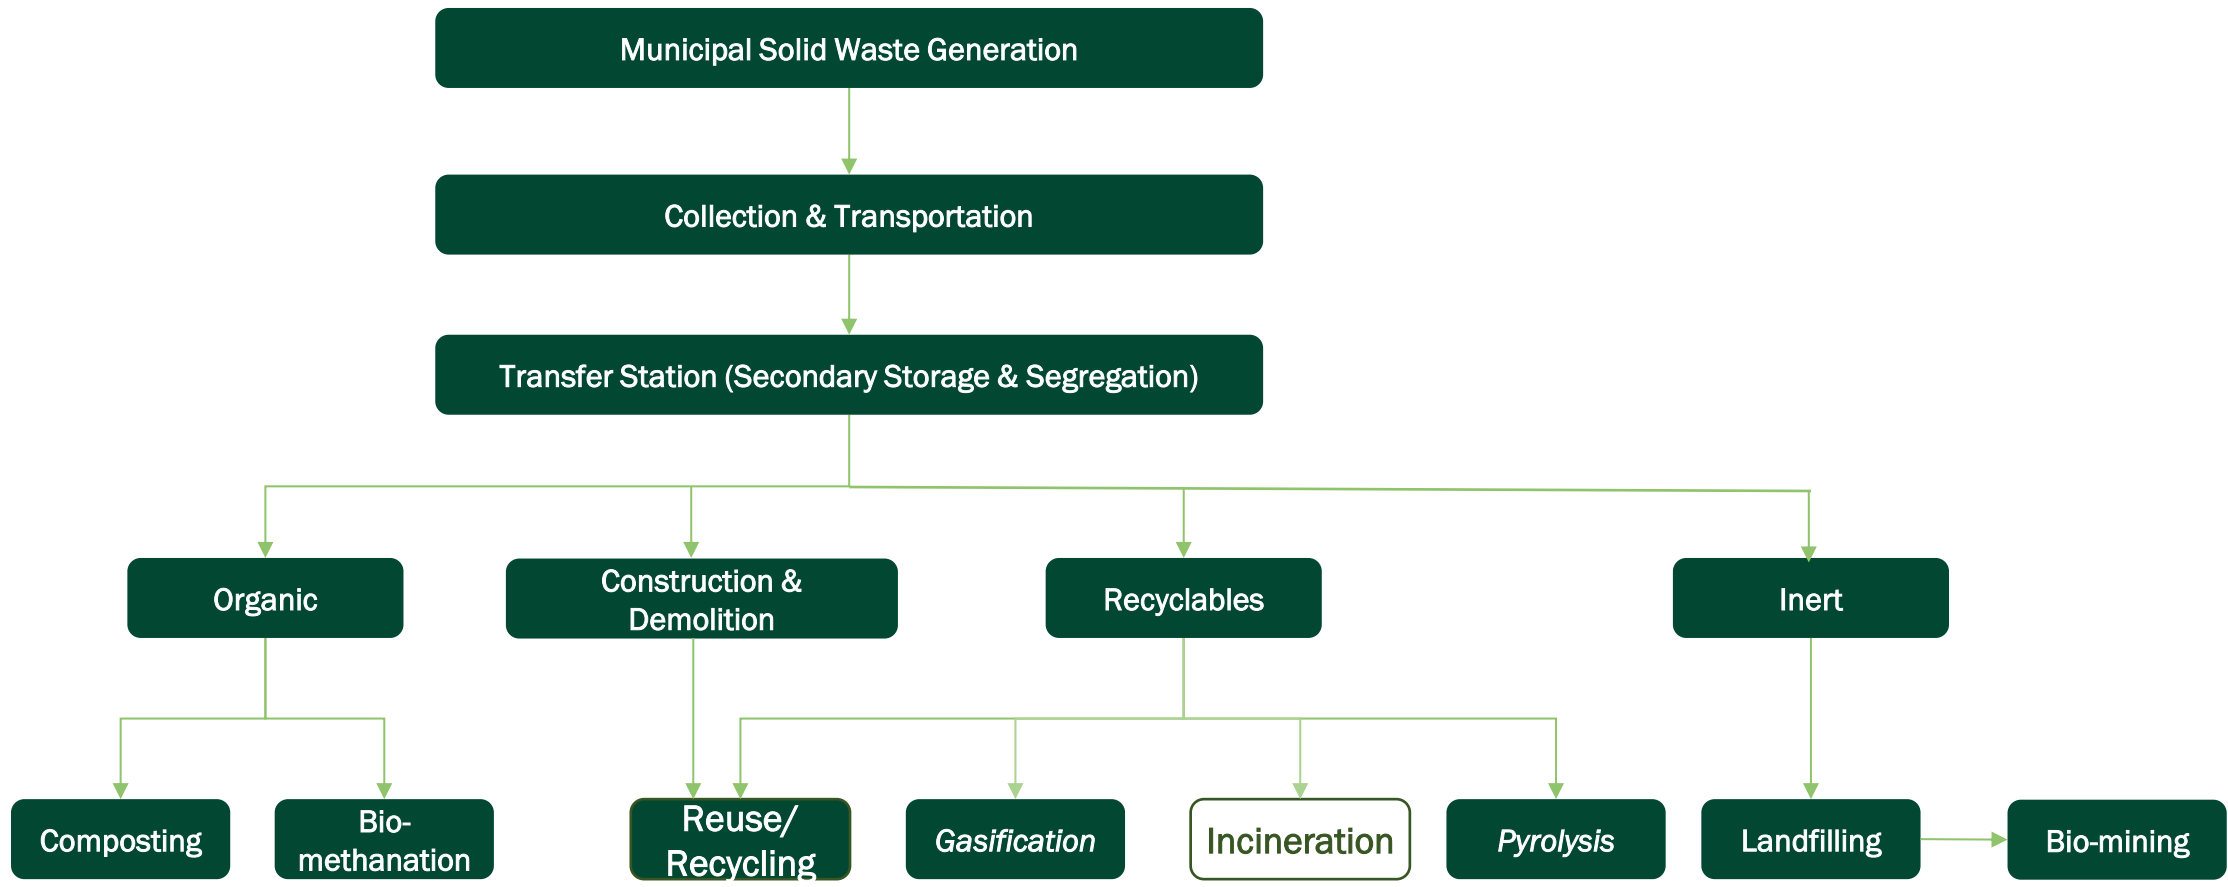 Municipal Solid Waste Generation
Collection & Transportation
Transfer Station (Secondary Storage & Segregation)
Organic
Construction &
Demolition
Recyclables
Inert
Composting
Bio-
methanation
Reuse/
Recycling
Gasification
Incineration
Pyrolysis
Landfilling
Bio-mining